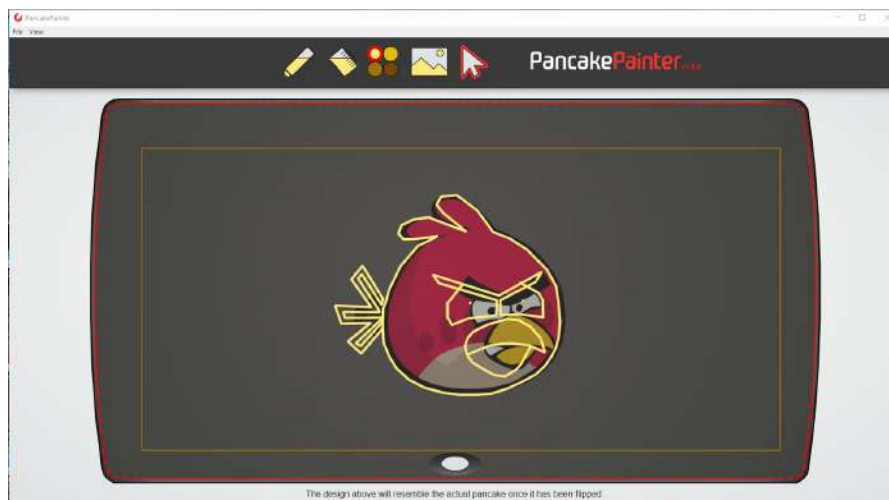 PancakePainter
File View
PancakePainter
The design above will resemble the actual pancake once it has been flipped